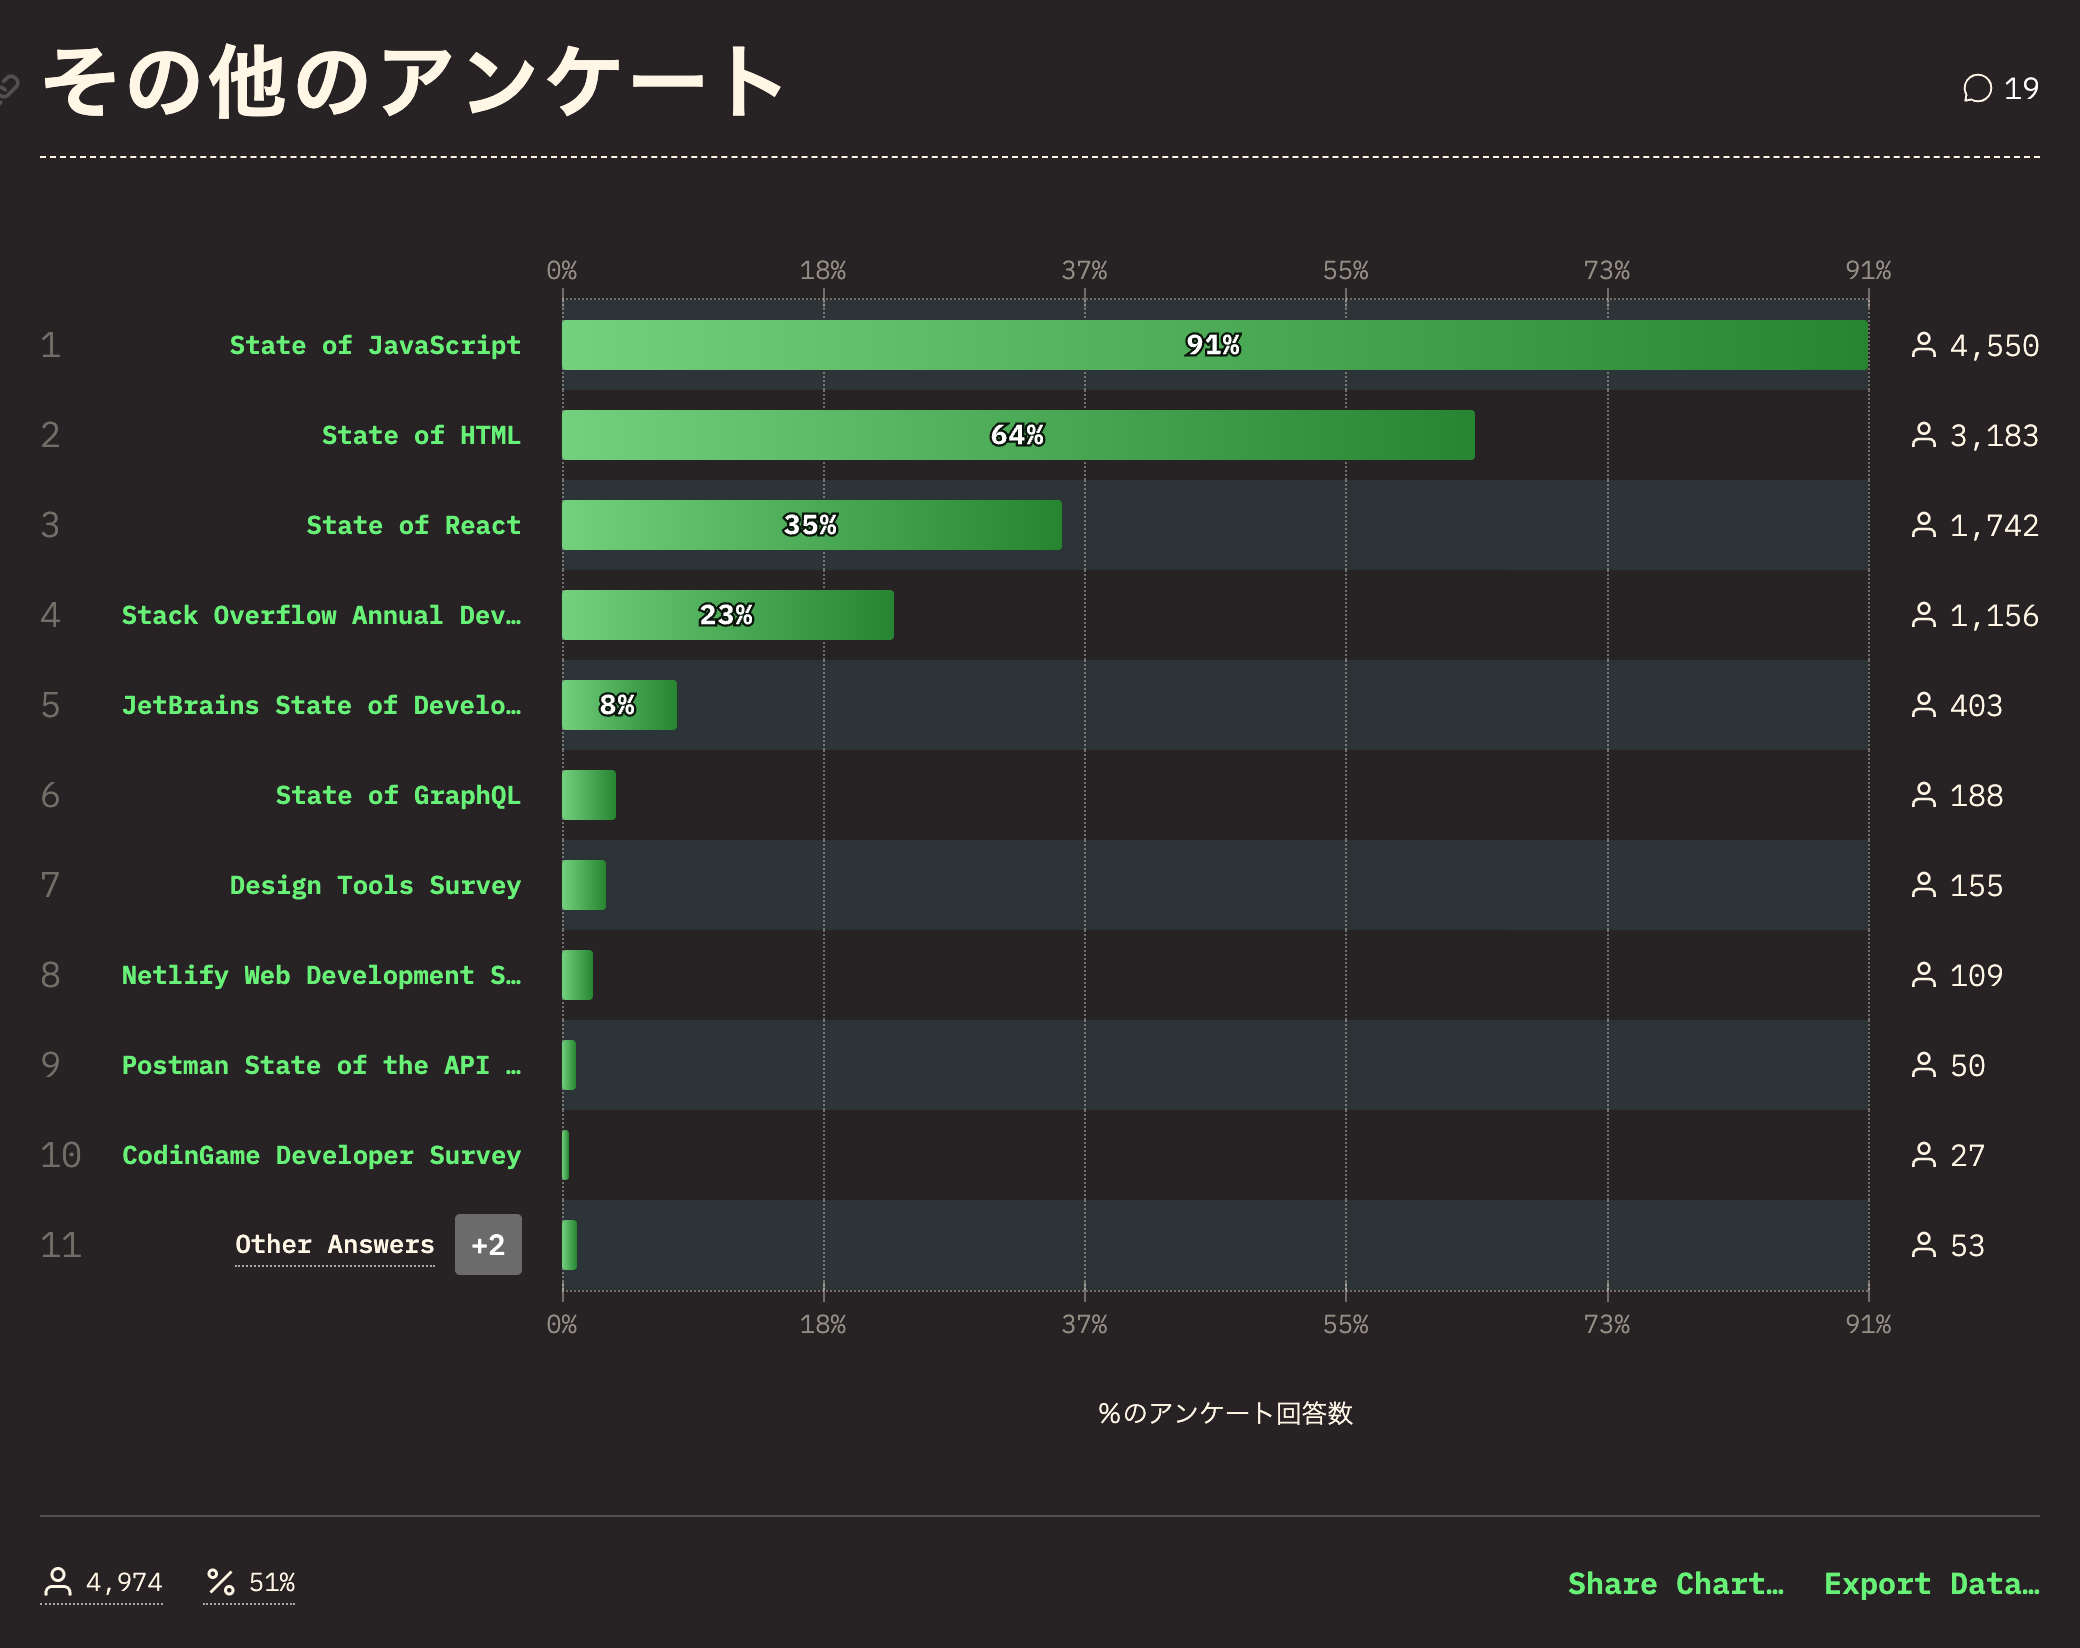 その他のアンケート
19
0% 18% 37% 55% 73% 91%
1 State of JavaScript 91% 4,550
2 State of HTML 64% 3,183
3 State of React 35% 1,742
4 Stack Overflow Annual Dev… 23% 1,156
5 JetBrains State of Develo… 8% 403
6 State of GraphQL 188
7 Design Tools Survey 155
8 Netlify Web Development S… 109
9 Postman State of the API … 50
10 CodinGame Developer Survey 27
11 Other Answers +2 53
0% 18% 37% 55% 73% 91%
%のアンケート回答数
4,974 51% Share Chart… Export Data…